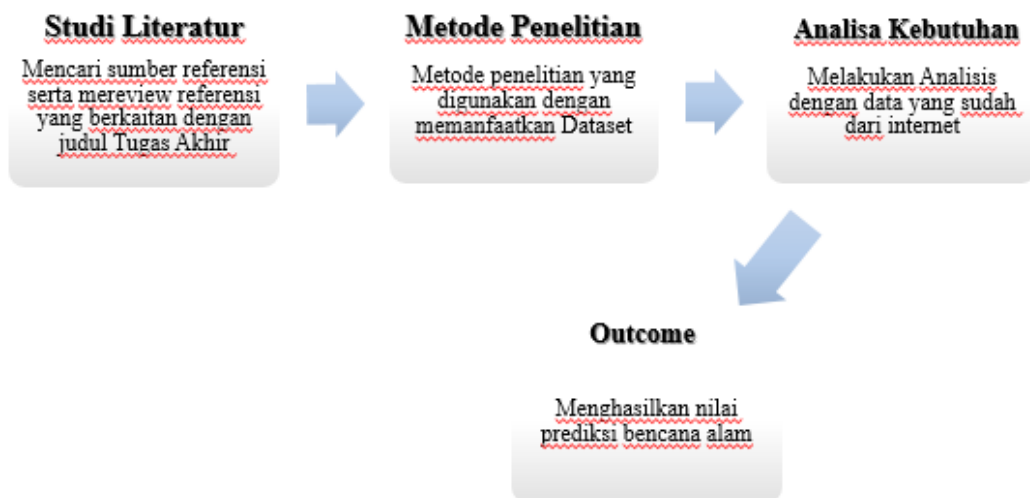 Studi Literatur
Mencari sumber referensi
serta mereview referensi
yang berkaitan dengan
judul Tugas Akhir
Metode Penelitian
Metode penelitian yang
digunakan dengan
memanfaatkan Dataset
Analisa Kebutuhan
Melakukan Analisis
dengan data yang sudah
dari internet
Outcome
Menghasilkan nilai
prediksi bencana alam